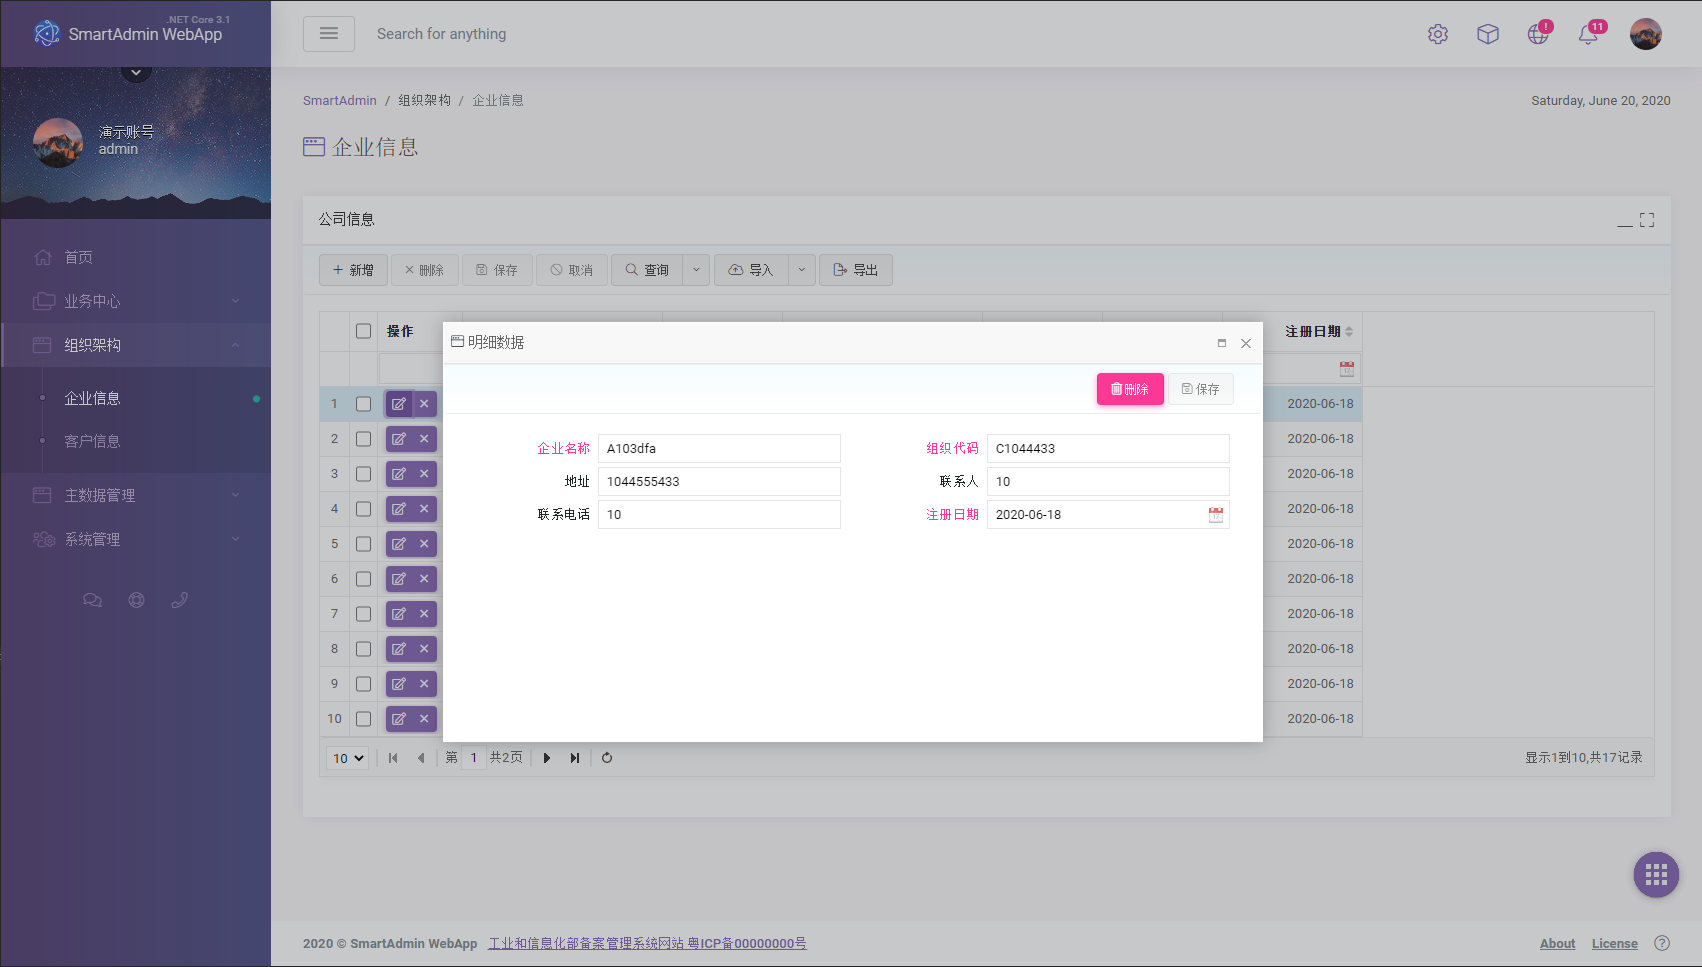 .NET Core 3.1
SmartAdmin WebApp
Search for anything
!
11
演示账号
admin
SmartAdmin / 组织架构 / 企业信息
Saturday, June 20, 2020
企业信息
首页
业务中心
组织架构
企业信息
客户信息
主数据管理
系统管理
公司信息
新增 删除 保存 取消 查询 导入 导出
操作 注册日期
明细数据
删除 保存
企业名称 A103dfa 组织代码 C1044433
地址 1044555433 联系人 10
联系电话 10 注册日期 2020-06-18
1 2020-06-18
2 2020-06-18
3 2020-06-18
4 2020-06-18
5 2020-06-18
6 2020-06-18
7 2020-06-18
8 2020-06-18
9 2020-06-18
10 2020-06-18
10 第 1 共2页 显示1到10,共17记录
2020 © SmartAdmin WebApp 工业和信息化部备案管理系统网站 粤ICP备00000000号
About License ?